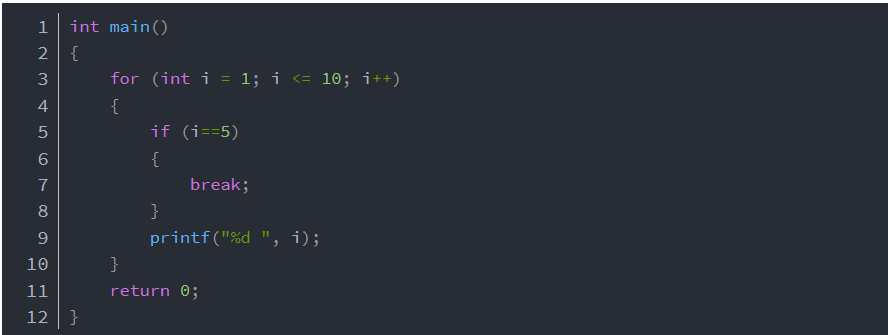 1 int main()
2 {
3     for (int i = 1; i <= 10; i++)
4     {
5         if (i==5)
6         {
7             break;
8         }
9         printf("%d ", i);
10     }
11     return 0;
12 }